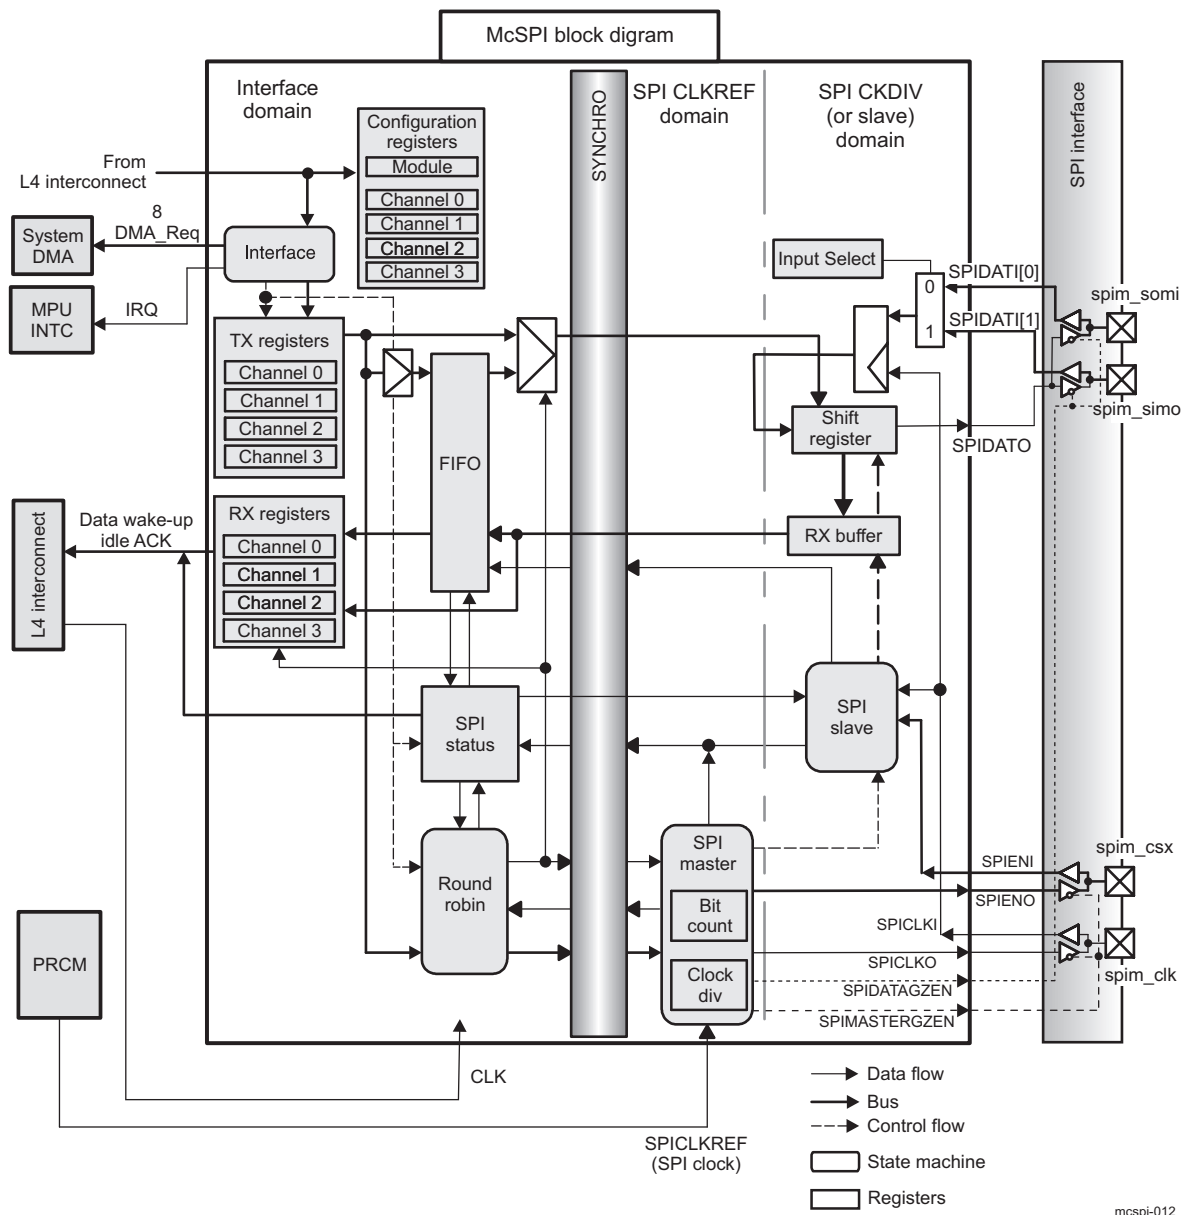 McSPI block digram
Interface
domain
Configuration
registers
Module
Channel 0
Channel 1
Channel 2
Channel 3
SYNCHRO
SPI CLKREF
domain
SPI CKDIV
(or slave)
domain
SPI interface
From
L4 interconnect
8
DMA_Req
System
DMA
Interface
MPU
INTC
IRQ
Input Select
0
1
SPIDATI[0]
SPIDATI[1]
spim_somi
spim_simo
TX registers
Channel 0
Channel 1
Channel 2
Channel 3
FIFO
Shift
register
SPIDATO
RX registers
Channel 0
Channel 1
Channel 2
Channel 3
RX buffer
Data wake-up
idle ACK
L4 interconnect
SPI
status
SPI
slave
Round
robin
SPI
master
Bit
count
Clock
div
SPIENI
SPIENO
SPICLKI
SPICLKO
SPIDATAGZEN
SPIMASTERGZEN
spim_csx
spim_clk
PRCM
CLK
SPICLKREF
(SPI clock)
Data flow
Bus
Control flow
State machine
Registers
mcspi-012